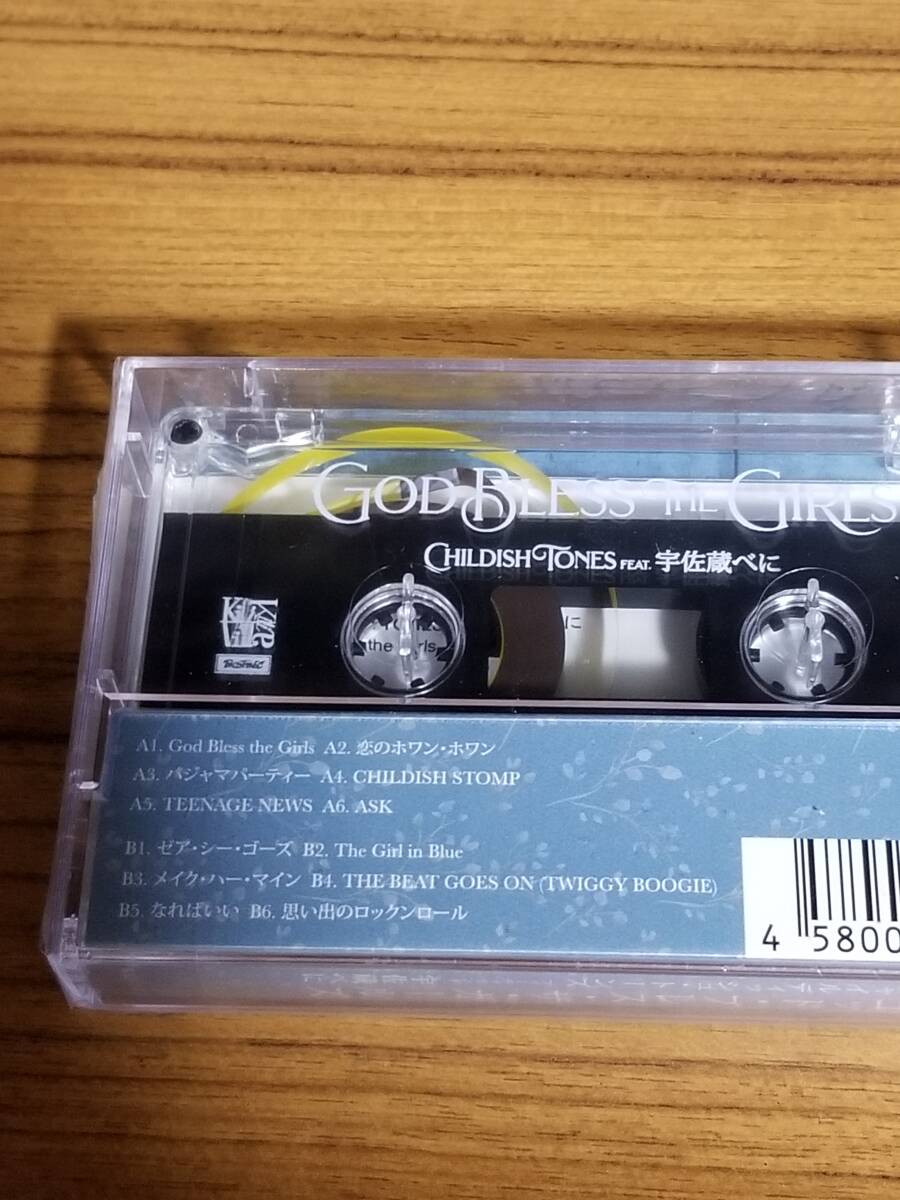 GOD BLESS THE GIRLS
CHILDISH TONES FEAT. 宇佐蔵べに
に
the Girls
A1. God Bless the Girls A2. 恋のホワン・ホワン
A3. パジャマパーティー A4. CHILDISH STOMP
A5. TEENAGE NEWS A6. ASK
B1. ゼア・シー・ゴーズ B2. The Girl in Blue
B3. メイク・ハー・マイン B4. THE BEAT GOES ON (TWIGGY BOOGIE)
B5. なればいい B6. 思い出のロックンロール
4 5800